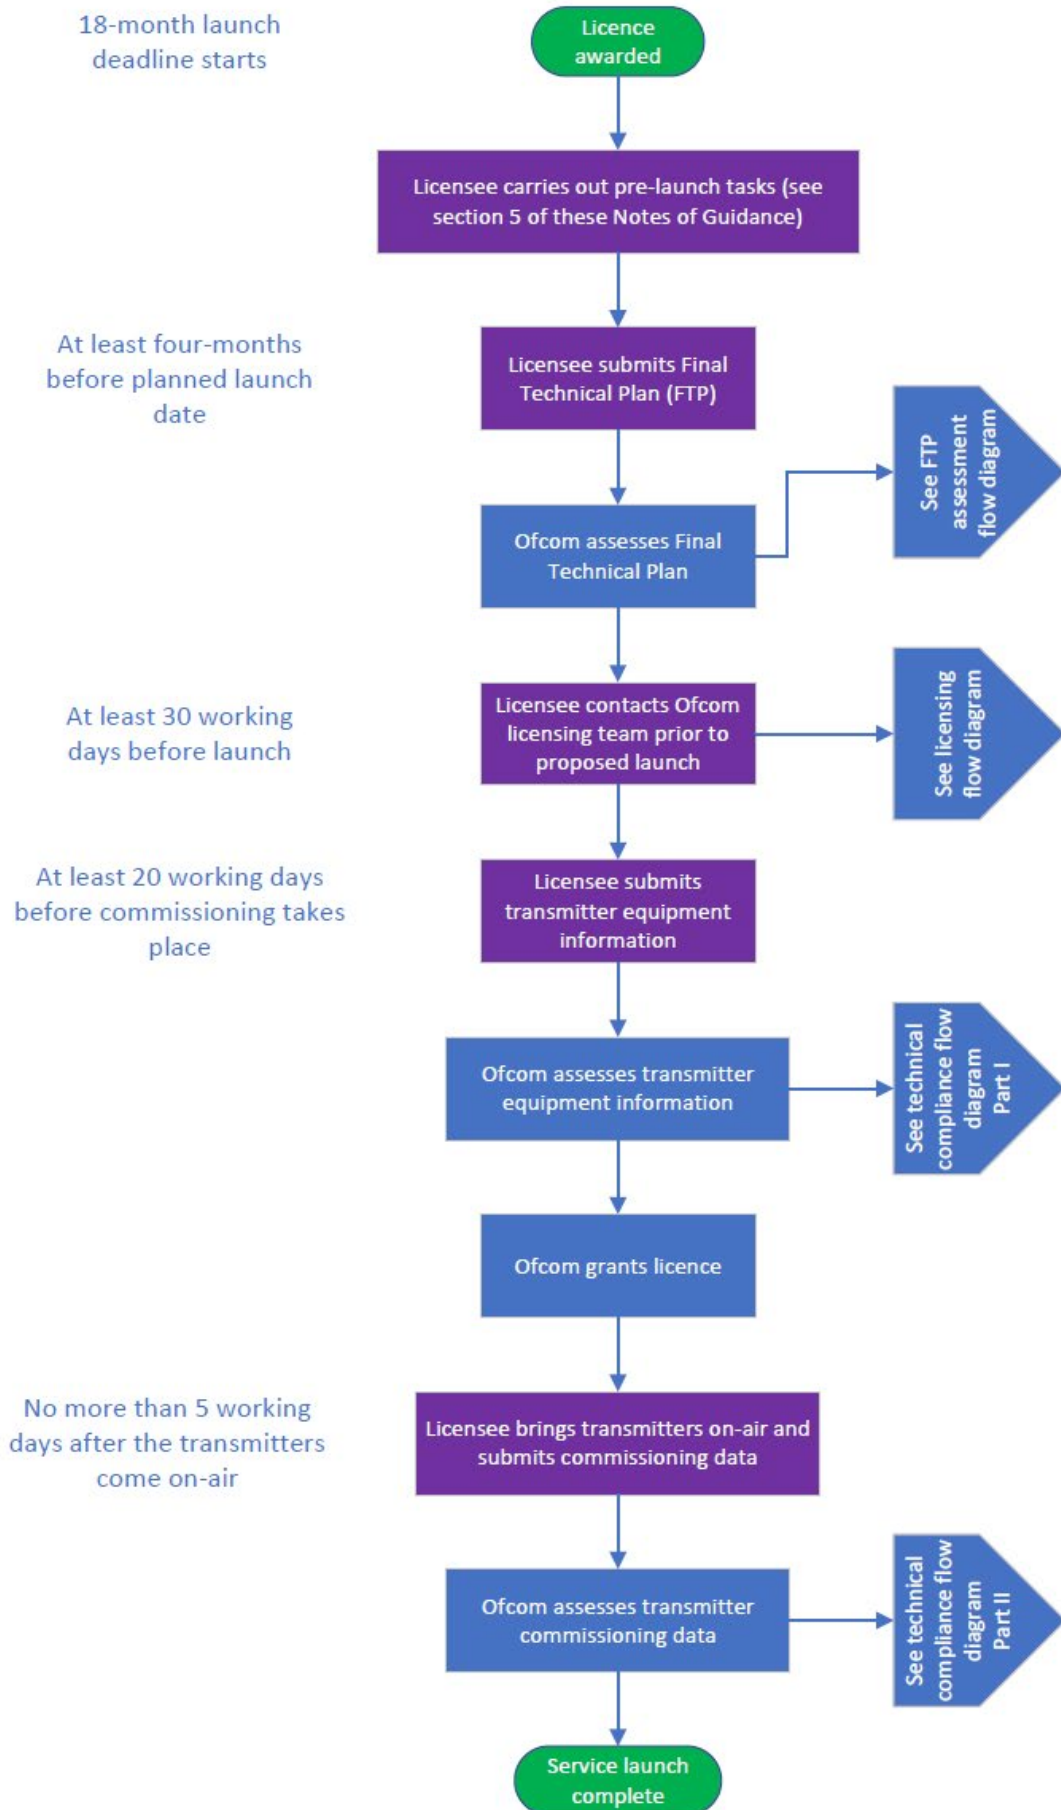 18-month launch
deadline starts
Licence
awarded
Licensee carries out pre-launch tasks (see
section 5 of these Notes of Guidance)
At least four-months
before planned launch
date
Licensee submits Final
Technical Plan (FTP)
See FTP
assessment
flow diagram
Ofcom assesses Final
Technical Plan
At least 30 working
days before launch
Licensee contacts Ofcom
licensing team prior to
proposed launch
See licensing
flow diagram
At least 20 working days
before commissioning takes
place
Licensee submits
transmitter equipment
information
Ofcom assesses transmitter
equipment information
See technical
compliance flow
diagram
Part I
Ofcom grants licence
No more than 5 working
days after the transmitters
come on-air
Licensee brings transmitters on-air and
submits commissioning data
Ofcom assesses transmitter
commissioning data
See technical
compliance flow
diagram
Part II
Service launch
complete